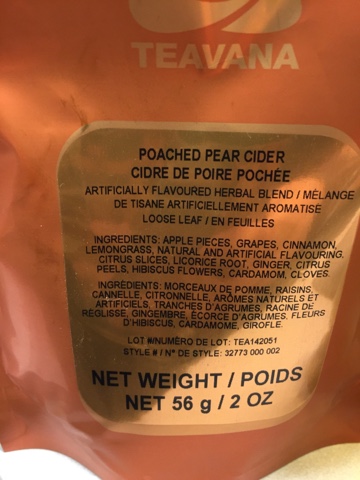 TEAVANA
POACHED PEAR CIDER
CIDRE DE POIRE POCHÉE
ARTIFICIALLY FLAVOURED HERBAL BLEND / MÉLANGE
DE TISANE ARTIFICIELLEMENT AROMATISÉ
LOOSE LEAF / EN FEUILLES
INGREDIENTS: APPLE PIECES, GRAPES, CINNAMON,
LEMONGRASS, NATURAL AND ARTIFICIAL FLAVOURING,
CITRUS SLICES, LICORICE ROOT, GINGER, CITRUS
PEELS, HIBISCUS FLOWERS, CARDAMOM, CLOVES.
INGRÉDIENTS: MORCEAUX DE POMME, RAISINS,
CANNELLE, CITRONNELLE, ARÔMES NATURELS ET
ARTIFICIELS, TRANCHES D'AGRUMES, RACINE DE
RÉGLISSE, GINGEMBRE, ÉCORCE D'AGRUMES. FLEURS
D'HIBISCUS, CARDAMOME, GIROFLE.
LOT #/NUMÉRO DE LOT: TEA142051
STYLE # / N° DE STYLE: 32773 000 002
NET WEIGHT / POIDS
NET 56 g / 2 OZ